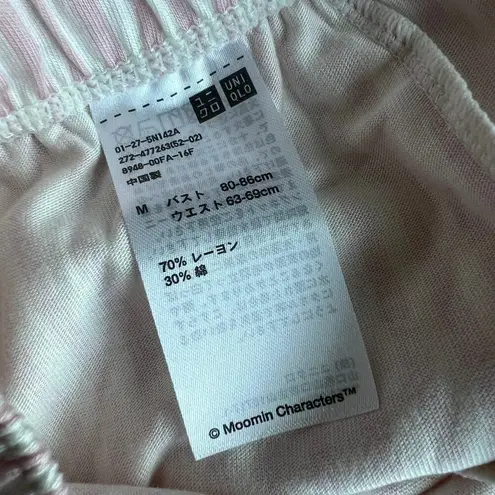 ユニ
クロ
UNI
QLO
01-27-5N142A
272-477263(52-02)
8948-00FA-16F
中国製
M バスト 80-86cm
ウエスト 63-69cm
70% レーヨン
30% 綿
© Moomin Characters™